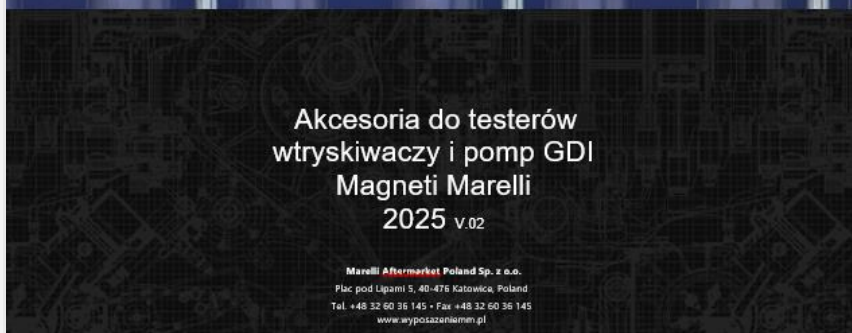 Akcesoria do testerów
wtryskiwaczy i pomp GDI
Magneti Marelli
2025 V.02
Marelli Aftermarket Poland Sp. z o.o.
Plac pod Lipami 5, 40-476 Katowice, Poland
Tel. +48 32 60 36 145 • Fax +48 32 60 36 145
www.wyposazeniemm.pl